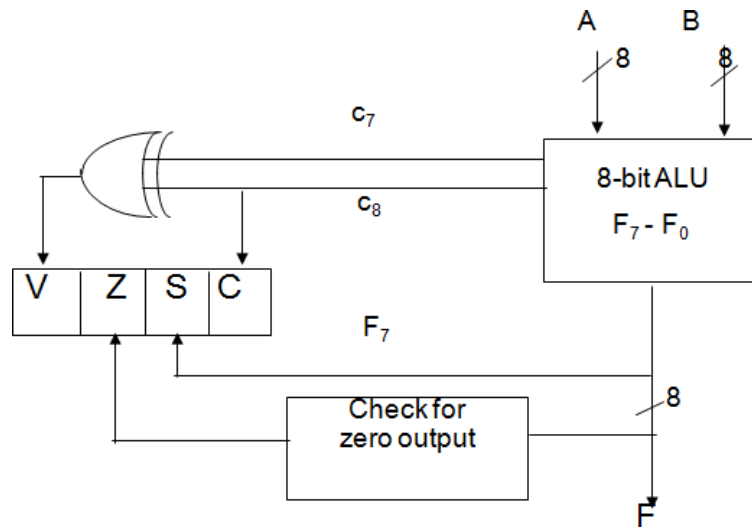 A B
8 8
c₇
8-bit ALU
c₈
F₇ - F₀
V Z S C
F₇
Check for
zero output
8
F